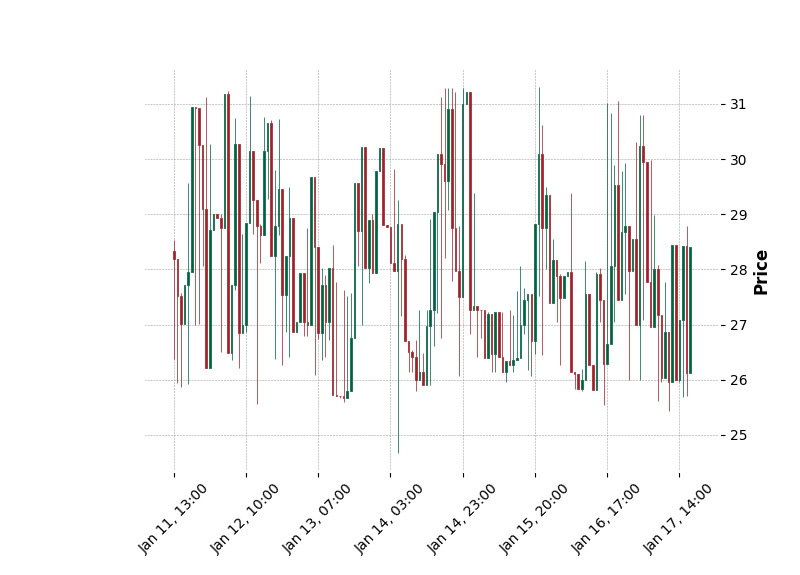 31
30
29
28
27
26
25
Price
Jan 11, 13:00
Jan 12, 10:00
Jan 13, 07:00
Jan 14, 03:00
Jan 14, 23:00
Jan 15, 20:00
Jan 16, 17:00
Jan 17, 14:00